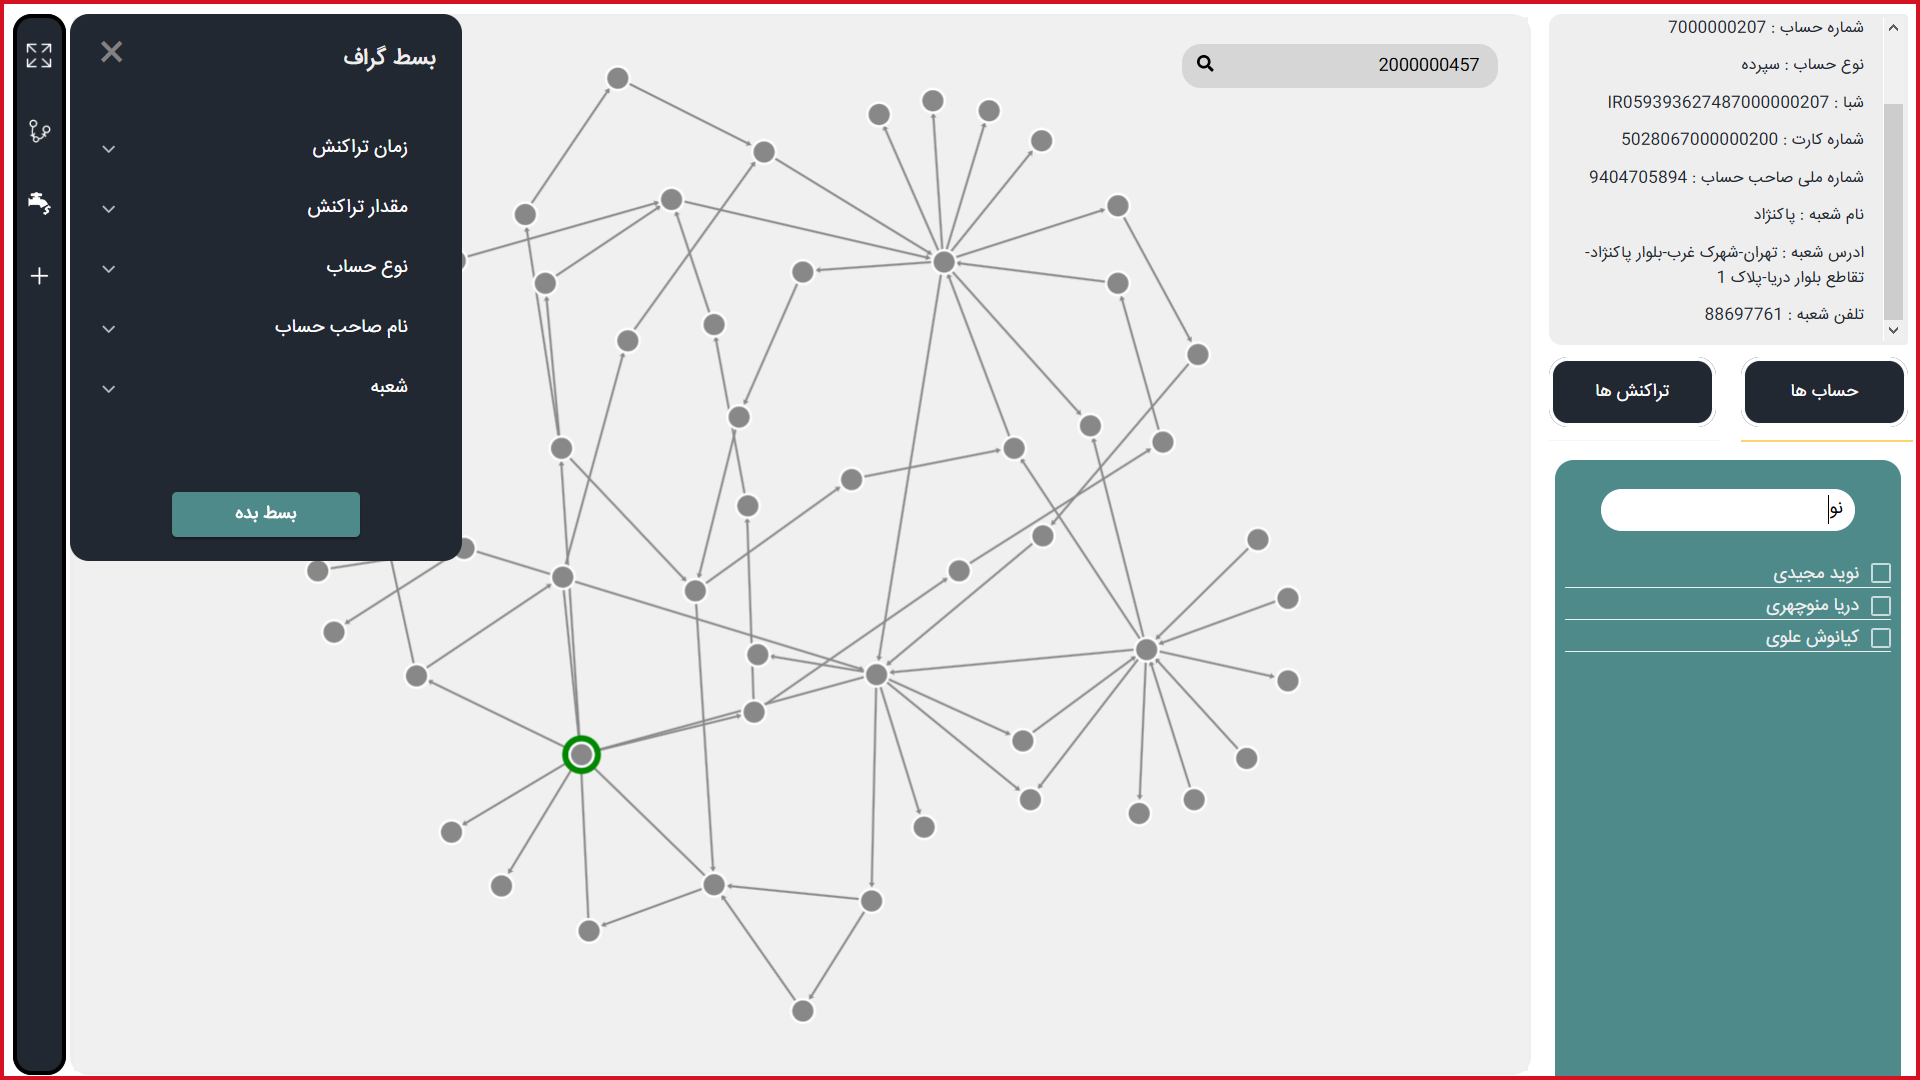 شماره حساب : 7000000207
نوع حساب : سپرده
شبا : IR059393627487000000207
شماره کارت : 5028067000000200
شماره ملی صاحب حساب : 9404705894
نام شعبه : پاکنژاد
ادرس شعبه : تهران-شهرک غرب-بلوار پاکنژاد-
تقاطع بلوار دریا-پلاک 1
تلفن شعبه : 88697761
حساب ها
تراکنش ها
نو
نوید مجیدی
دریا منوچهری
کیانوش علوی
2000000457
بسط گراف
زمان تراکنش
مقدار تراکنش
نوع حساب
نام صاحب حساب
شعبه
بسط بده